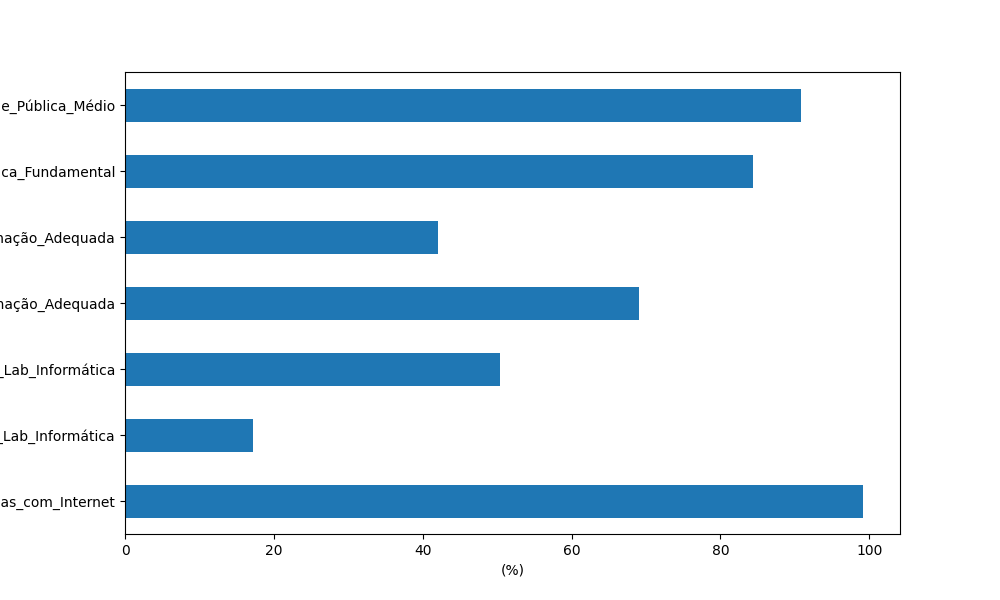 e_Pública_Médio
ca_Fundamental
nação_Adequada
nação_Adequada
_Lab_Informática
_Lab_Informática
as_com_Internet
0 20 40 60 80 100
(%)